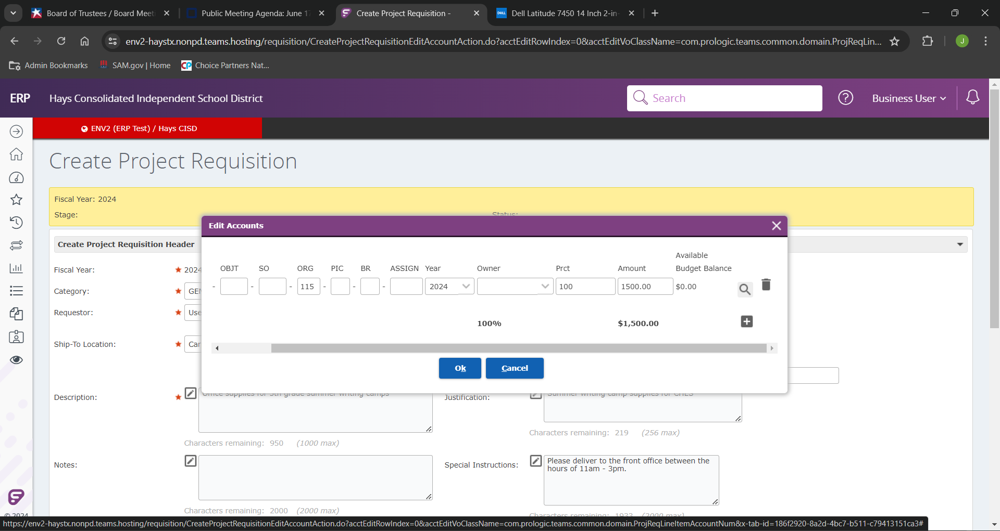 Board of Trustees / Board Meeti
Public Meeting Agenda: June 17
Create Project Requisition -
DELL
Dell Latitude 7450 14 Inch 2-in-
env2-haystx.nonpd.teams.hosting/requisition/CreateProjectRequisitionEditAccountAction.do?acctEditRowIndex=0&acctEditVoClassName=com.prologic.teams.common.domain.ProjReqLin...
J
Admin Bookmarks
SAM.gov | Home
CP Choice Partners Nat...
ERP
Hays Consolidated Independent School District
Search
?
Business User
ENV2 (ERP Test) / Hays CISD
Create Project Requisition
Fiscal Year: 2024
Stage:
Status:
Edit Accounts
Create Project Requisition Header
Available
OBJT SO ORG PIC BR ASSIGN Year Owner Prct Amount Budget Balance
Fiscal Year: 2024
- - - 115 - - - 2024 100 1500.00 $0.00
Category: GEN
Requestor: Use
100% $1,500.00
Ship-To Location: Car
Ok Cancel
Description: Office supplies for 5th grade summer writing camps
Justification: Summer writing camp supplies for CHES
Characters remaining: 219 (256 max)
Characters remaining: 950 (1000 max)
Notes:
Special Instructions: Please deliver to the front office between the
hours of 11am - 3pm.
Characters remaining: 2000 (2000 max)
Characters remaining: 1933 (2000 max)
© 2024
https://env2-haystx.nonpd.teams.hosting/requisition/CreateProjectRequisitionEditAccountAction.do?acctEditRowIndex=0&acctEditVoClassName=com.prologic.teams.common.domain.ProjReqLineItemAccountNum&x-tab-id=186f2920-8a2d-4bc7-b511-c79413151ca3#